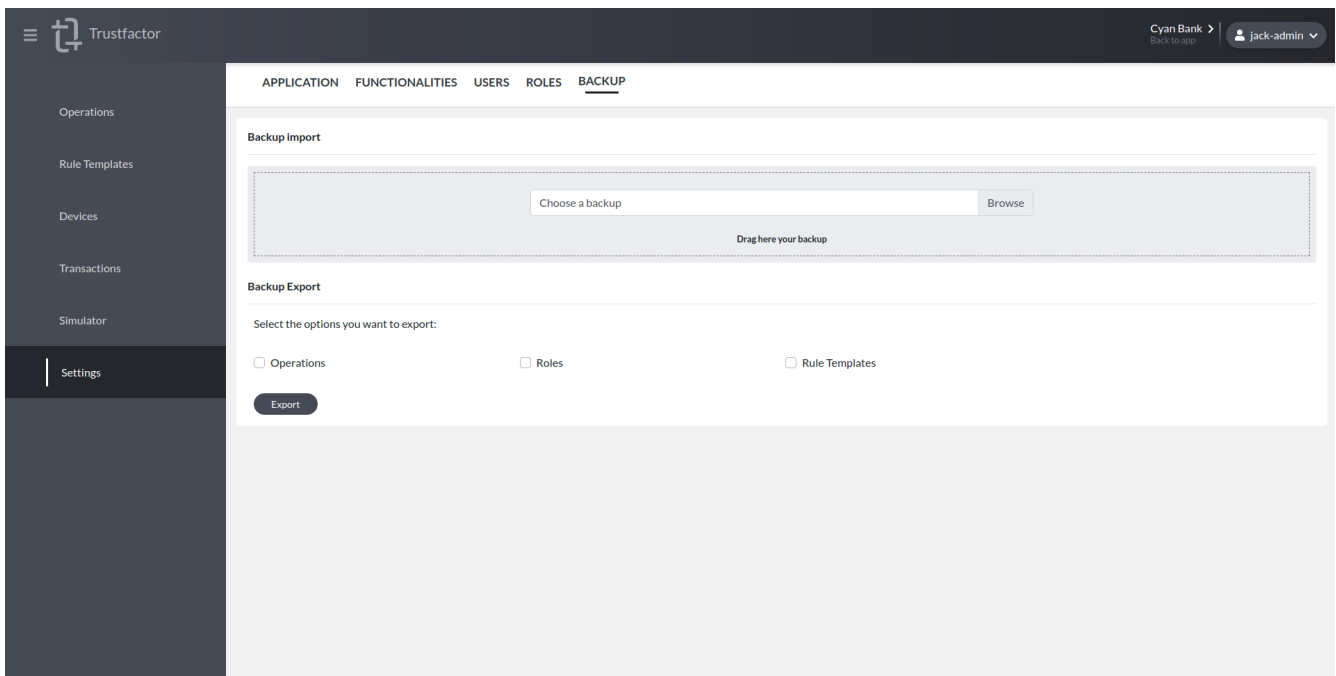 Trustfactor
Cyan Bank
Back to app
jack-admin
APPLICATION FUNCTIONALITIES USERS ROLES BACKUP
Operations
Rule Templates
Devices
Transactions
Simulator
Settings
Backup import
Choose a backup Browse
Drag here your backup
Backup Export
Select the options you want to export:
Operations Roles Rule Templates
Export